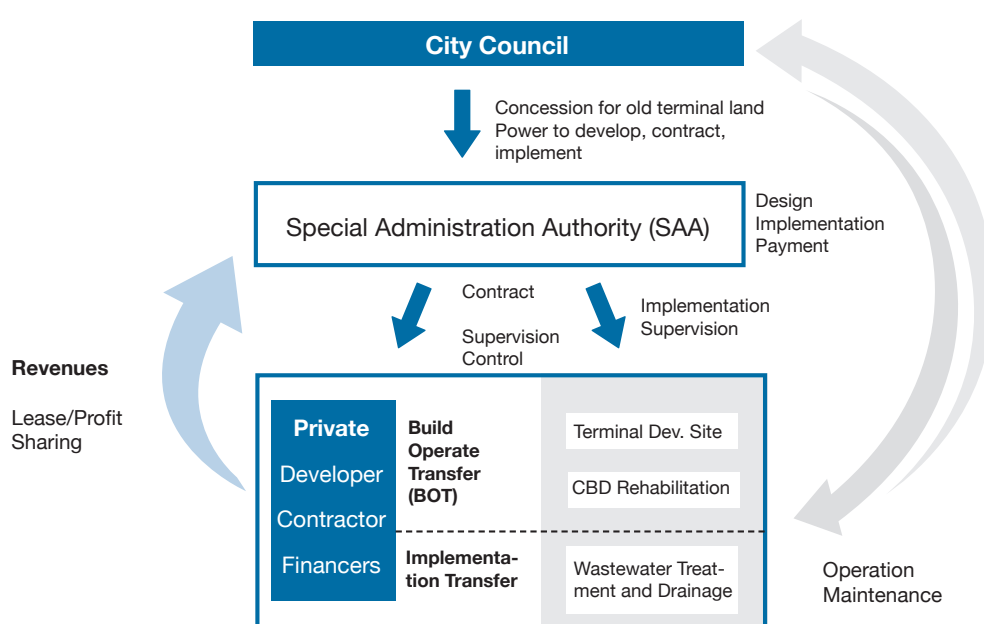 City Council
Concession for old terminal land
Power to develop, contract,
implement
Special Administration Authority (SAA)
Design
Implementation
Payment
Contract
Supervision
Control
Implementation
Supervision
Revenues
Lease/Profit
Sharing
Private
Developer
Contractor
Financers
Build
Operate
Transfer
(BOT)
Implementa-
tion Transfer
Terminal Dev. Site
CBD Rehabilitation
Wastewater Treat-
ment and Drainage
Operation
Maintenance